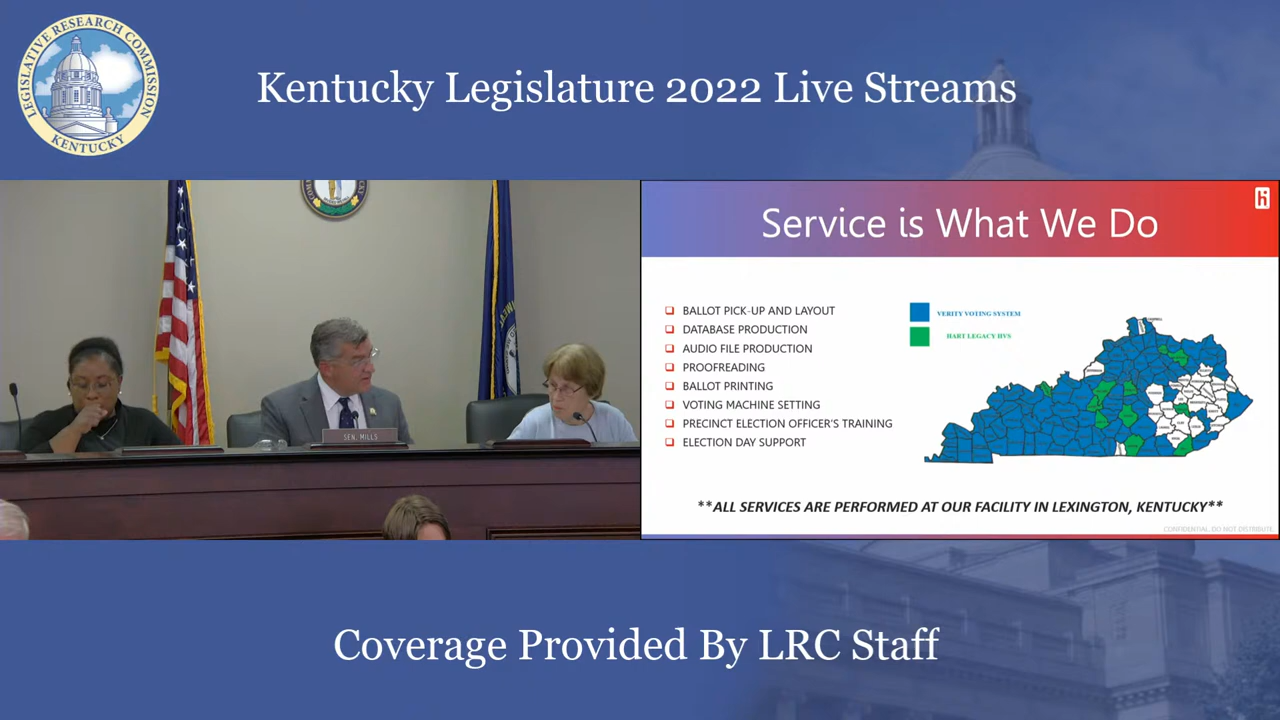 LEGISLATIVE RESEARCH COMMISSION
KENTUCKY
Kentucky Legislature 2022 Live Streams
SEN. MILLS
Service is What We Do
BALLOT PICK-UP AND LAYOUT
DATABASE PRODUCTION
AUDIO FILE PRODUCTION
PROOFREADING
BALLOT PRINTING
VOTING MACHINE SETTING
PRECINCT ELECTION OFFICER'S TRAINING
ELECTION DAY SUPPORT
VERITY VOTING SYSTEM
HART LEGACY HVS
**ALL SERVICES ARE PERFORMED AT OUR FACILITY IN LEXINGTON, KENTUCKY**
CONFIDENTIAL. DO NOT DISTRIBUTE.
Coverage Provided By LRC Staff